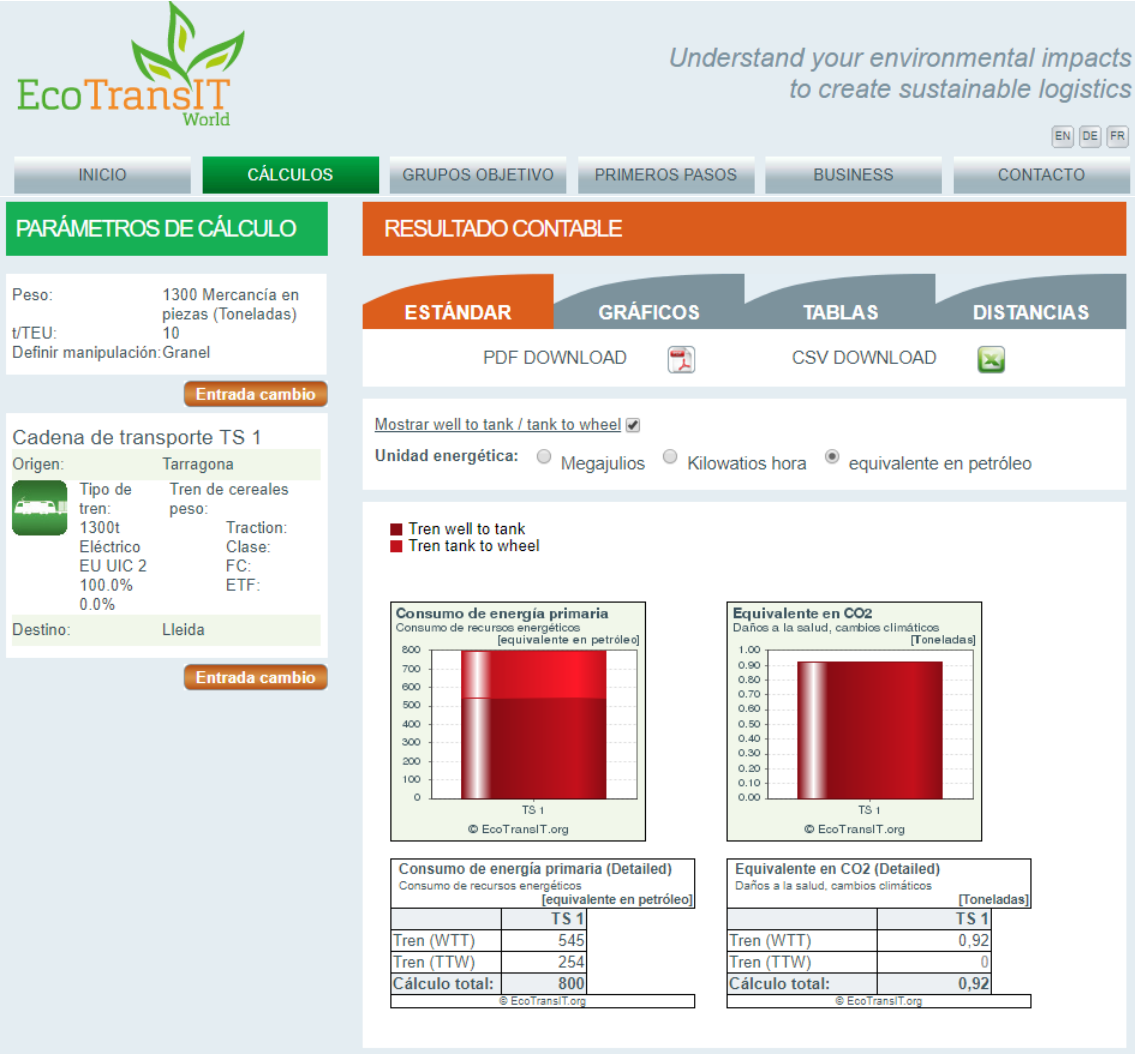 EcoTransIT
World
Understand your environmental impacts
to create sustainable logistics
EN DE FR
INICIO CÁLCULOS GRUPOS OBJETIVO PRIMEROS PASOS BUSINESS CONTACTO
PARÁMETROS DE CÁLCULO
Peso: 1300 Mercancía en
piezas (Toneladas)
t/TEU: 10
Definir manipulación: Granel
Entrada cambio
Cadena de transporte TS 1
Origen: Tarragona
Tipo de Tren de cereales
tren: peso:
1300t Traction:
Eléctrico Clase:
EU UIC 2 FC:
100.0% ETF:
0.0%
Destino: Lleida
Entrada cambio
RESULTADO CONTABLE
ESTÁNDAR GRÁFICOS TABLAS DISTANCIAS
PDF DOWNLOAD CSV DOWNLOAD
Mostrar well to tank / tank to wheel
Unidad energética: Megajulios Kilowatios hora equivalente en petróleo
Tren well to tank
Tren tank to wheel
Consumo de energía primaria
Consumo de recursos energéticos
[equivalente en petróleo]
800
700
600
500
400
300
200
100
0
TS 1
© EcoTransIT.org
Equivalente en CO2
Daños a la salud, cambios climáticos
[Toneladas]
1.00
0.90
0.80
0.70
0.60
0.50
0.40
0.30
0.20
0.10
0.00
TS 1
© EcoTransIT.org
Consumo de energía primaria (Detailed)
Consumo de recursos energéticos
[equivalente en petróleo]
TS 1
Tren (WTT) 545
Tren (TTW) 254
Cálculo total: 800
© EcoTransIT.org
Equivalente en CO2 (Detailed)
Daños a la salud, cambios climáticos
[Toneladas]
TS 1
Tren (WTT) 0,92
Tren (TTW) 0
Cálculo total: 0,92
© EcoTransIT.org